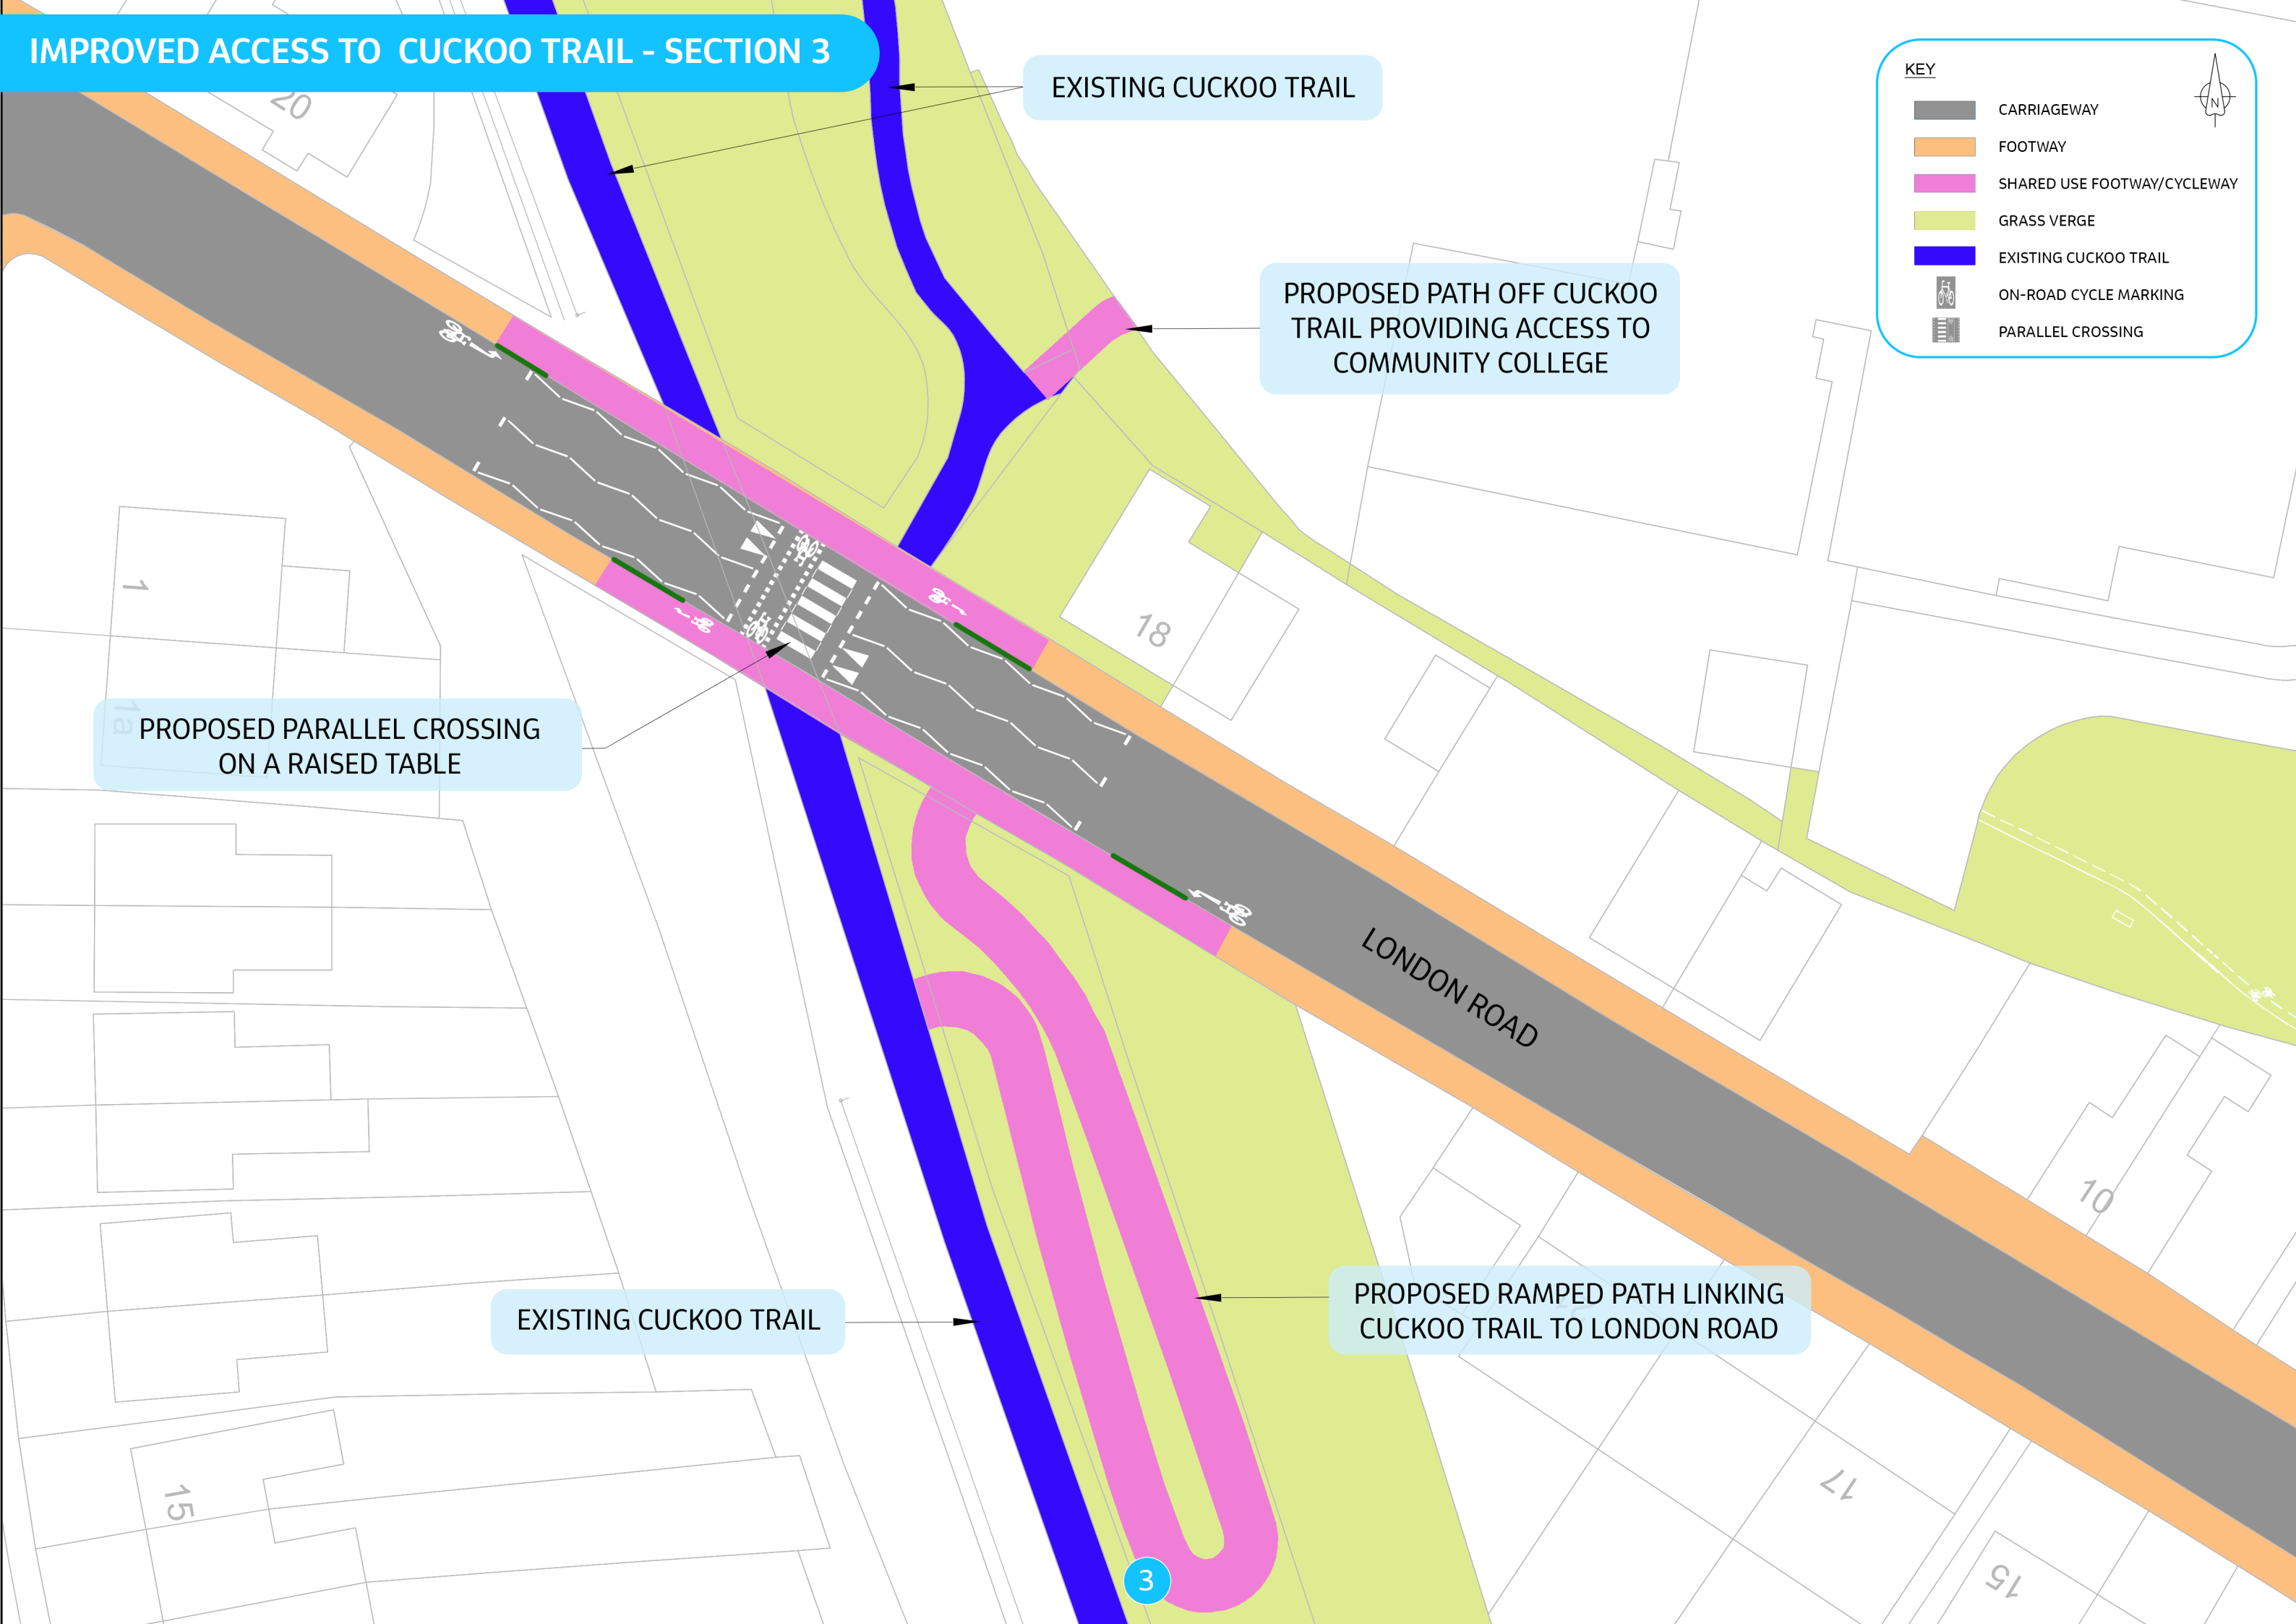 IMPROVED ACCESS TO CUCKOO TRAIL - SECTION 3
20
EXISTING CUCKOO TRAIL
KEY
N
CARRIAGEWAY
FOOTWAY
SHARED USE FOOTWAY/CYCLEWAY
GRASS VERGE
EXISTING CUCKOO TRAIL
ON-ROAD CYCLE MARKING
PARALLEL CROSSING
PROPOSED PATH OFF CUCKOO
TRAIL PROVIDING ACCESS TO
COMMUNITY COLLEGE
1
18
1a
PROPOSED PARALLEL CROSSING
ON A RAISED TABLE
LONDON ROAD
10
EXISTING CUCKOO TRAIL
PROPOSED RAMPED PATH LINKING
CUCKOO TRAIL TO LONDON ROAD
15
17
15
3